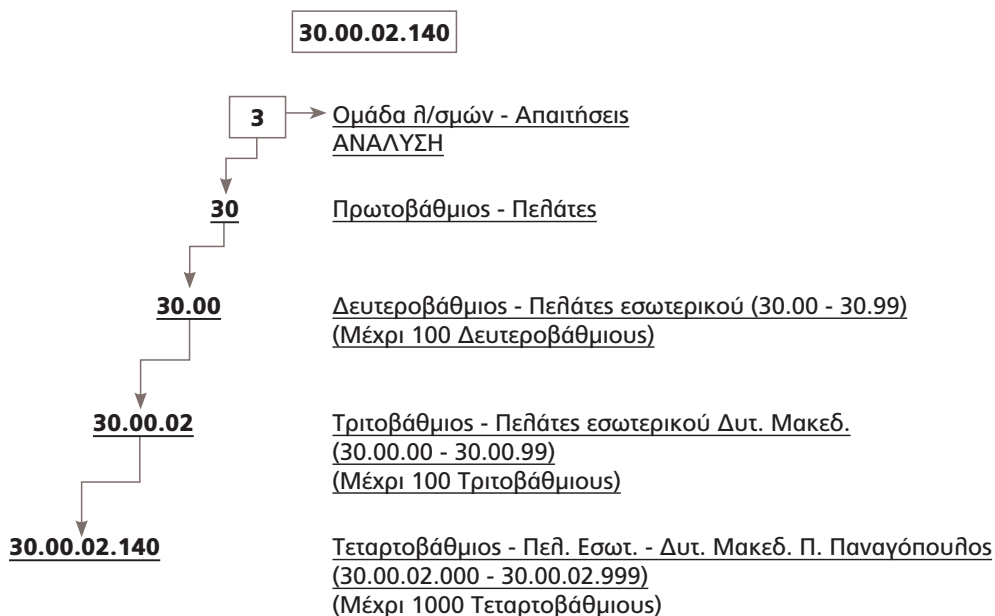 30.00.02.140
3 Ομάδα λ/σμών - Απαιτήσεις
ΑΝΑΛΥΣΗ
30 Πρωτοβάθμιος - Πελάτες
30.00 Δευτεροβάθμιος - Πελάτες εσωτερικού (30.00 - 30.99)
(Μέχρι 100 Δευτεροβάθμιους)
30.00.02 Τριτοβάθμιος - Πελάτες εσωτερικού Δυτ. Μακεδ.
(30.00.00 - 30.00.99)
(Μέχρι 100 Τριτοβάθμιους)
30.00.02.140 Τεταρτοβάθμιος - Πελ. Εσωτ. - Δυτ. Μακεδ. Π. Παναγόπουλος
(30.00.02.000 - 30.00.02.999)
(Μέχρι 1000 Τεταρτοβάθμιους)